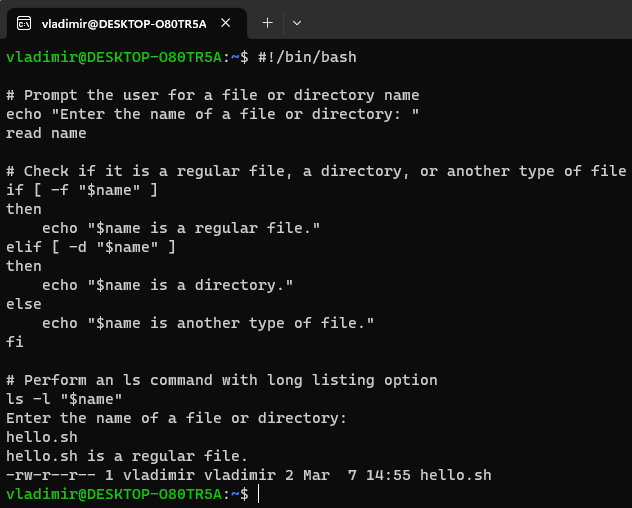 vladimir@DESKTOP-O80TR5A
vladimir@DESKTOP-O80TR5A:~$ #!/bin/bash
# Prompt the user for a file or directory name
echo "Enter the name of a file or directory: "
read name
# Check if it is a regular file, a directory, or another type of file
if [ -f "$name" ]
then
    echo "$name is a regular file."
elif [ -d "$name" ]
then
    echo "$name is a directory."
else
    echo "$name is another type of file."
fi
# Perform an ls command with long listing option
ls -l "$name"
Enter the name of a file or directory:
hello.sh
hello.sh is a regular file.
-rw-r--r-- 1 vladimir vladimir 2 Mar  7 14:55 hello.sh
vladimir@DESKTOP-O80TR5A:~$